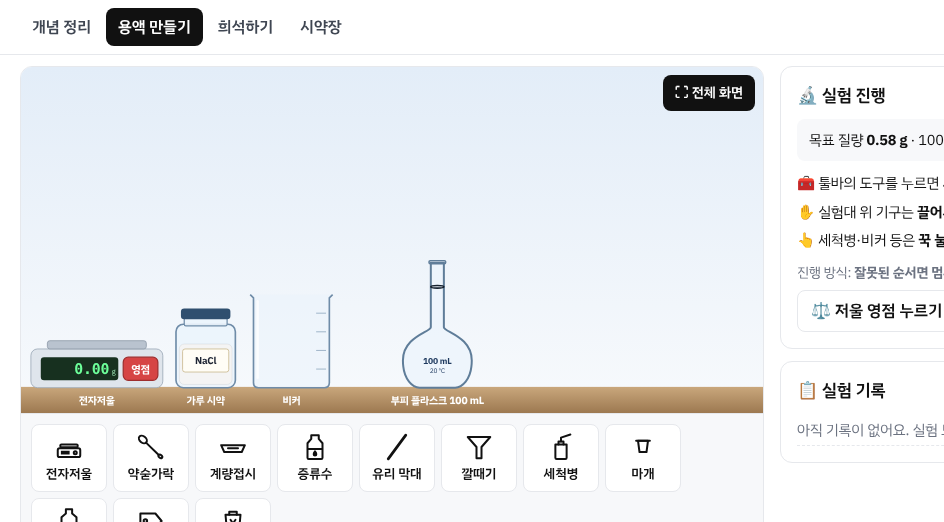 개념 정리 용액 만들기 희석하기 시약장
전체 화면
0.00 g 영점
NaCl
100 mL
20 ℃
전자저울 가루 시약 비커 부피 플라스크 100 mL
전자저울 약숟가락 계량접시 증류수 유리 막대 깔때기 세척병 마개
🔬 실험 진행
목표 질량 0.58 g · 100
🧰 툴바의 도구를 누르면
✋ 실험대 위 기구는 끌어
👆 세척병·비커 등은 꾹
진행 방식: 잘못된 순서면
⚖️ 저울 영점 누르기
📋 실험 기록
아직 기록이 없어요. 실험